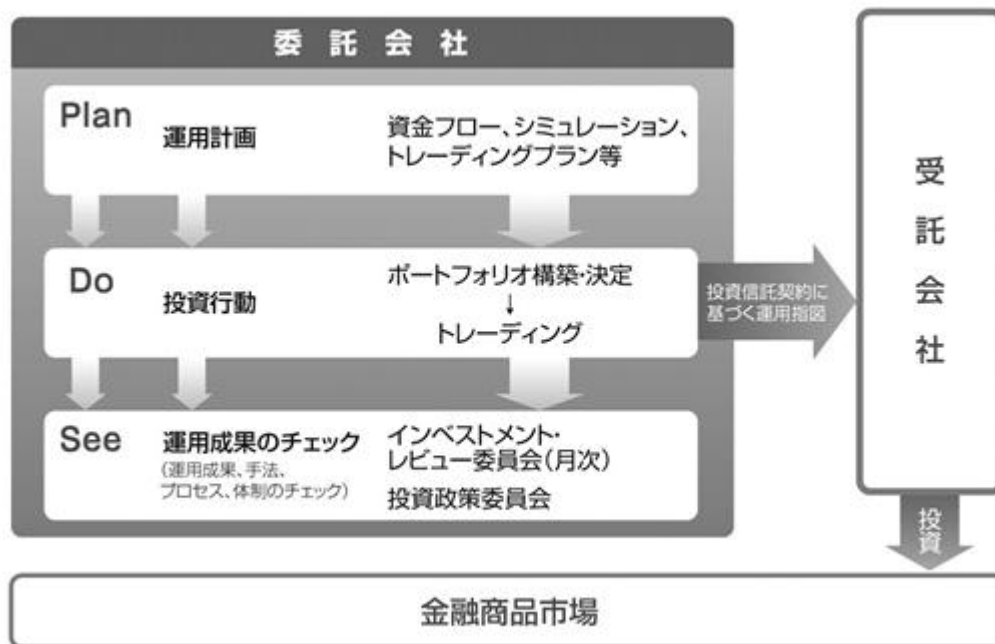 委託会社
Plan
運用計画
資金フロー、シミュレーション、
トレーディングプラン等
Do
投資行動
ポートフォリオ構築・決定
↓
トレーディング
投資信託契約に
基づく運用指図
See
運用成果のチェック
(運用成果、手法、
プロセス、体制のチェック)
インベストメント・
レビュー委員会(月次)
投資政策委員会
受託会社
投資
金融商品市場